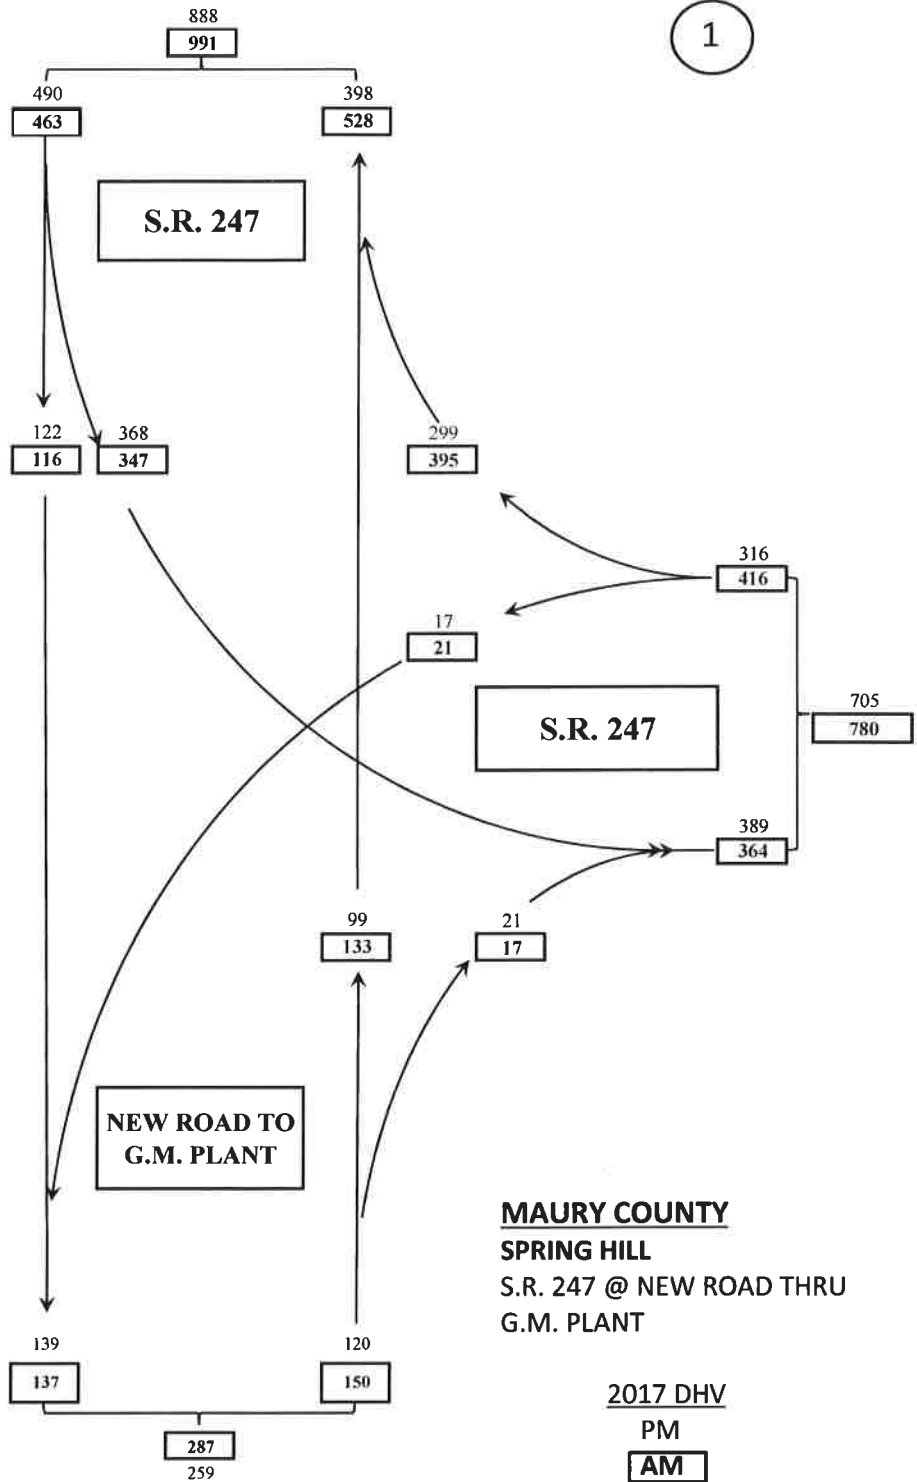 888
991
1
490
398
463
528
S.R. 247
122
368
299
116
347
395
316
416
17
21
S.R. 247
705
780
389
364
99
21
133
17
NEW ROAD TO
G.M. PLANT
MAURY COUNTY
SPRING HILL
S.R. 247 @ NEW ROAD THRU
G.M. PLANT
139
120
137
150
2017 DHV
PM
287
AM
259